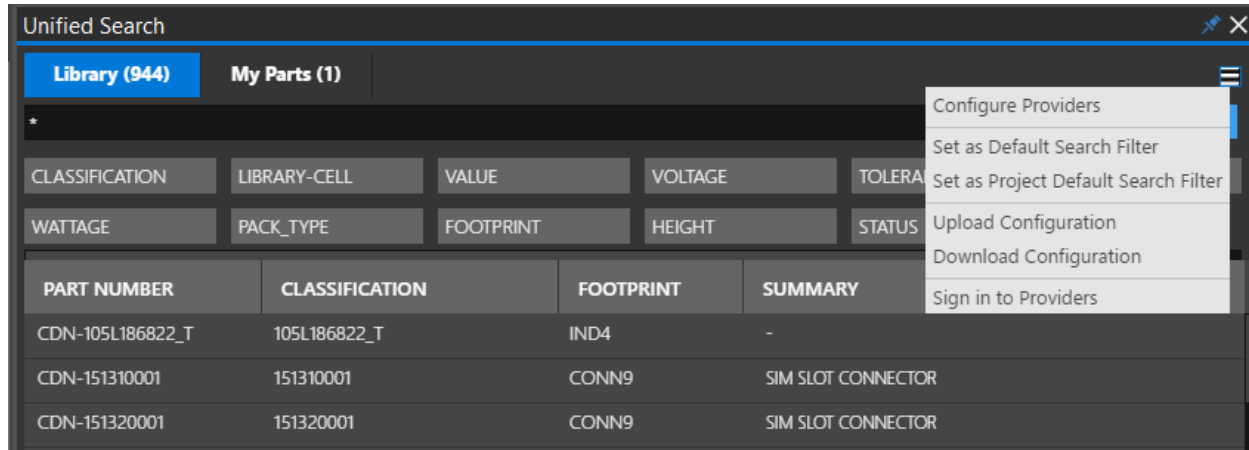 Unified Search
Library (944) My Parts (1)
Configure Providers
*
Set as Default Search Filter
CLASSIFICATION LIBRARY-CELL VALUE VOLTAGE TOLERA
Set as Project Default Search Filter
WATTAGE PACK_TYPE FOOTPRINT HEIGHT STATUS
Upload Configuration
Download Configuration
PART NUMBER CLASSIFICATION FOOTPRINT SUMMARY
Sign in to Providers
CDN-105L186822_T 105L186822_T IND4 -
CDN-151310001 151310001 CONN9 SIM SLOT CONNECTOR
CDN-151320001 151320001 CONN9 SIM SLOT CONNECTOR